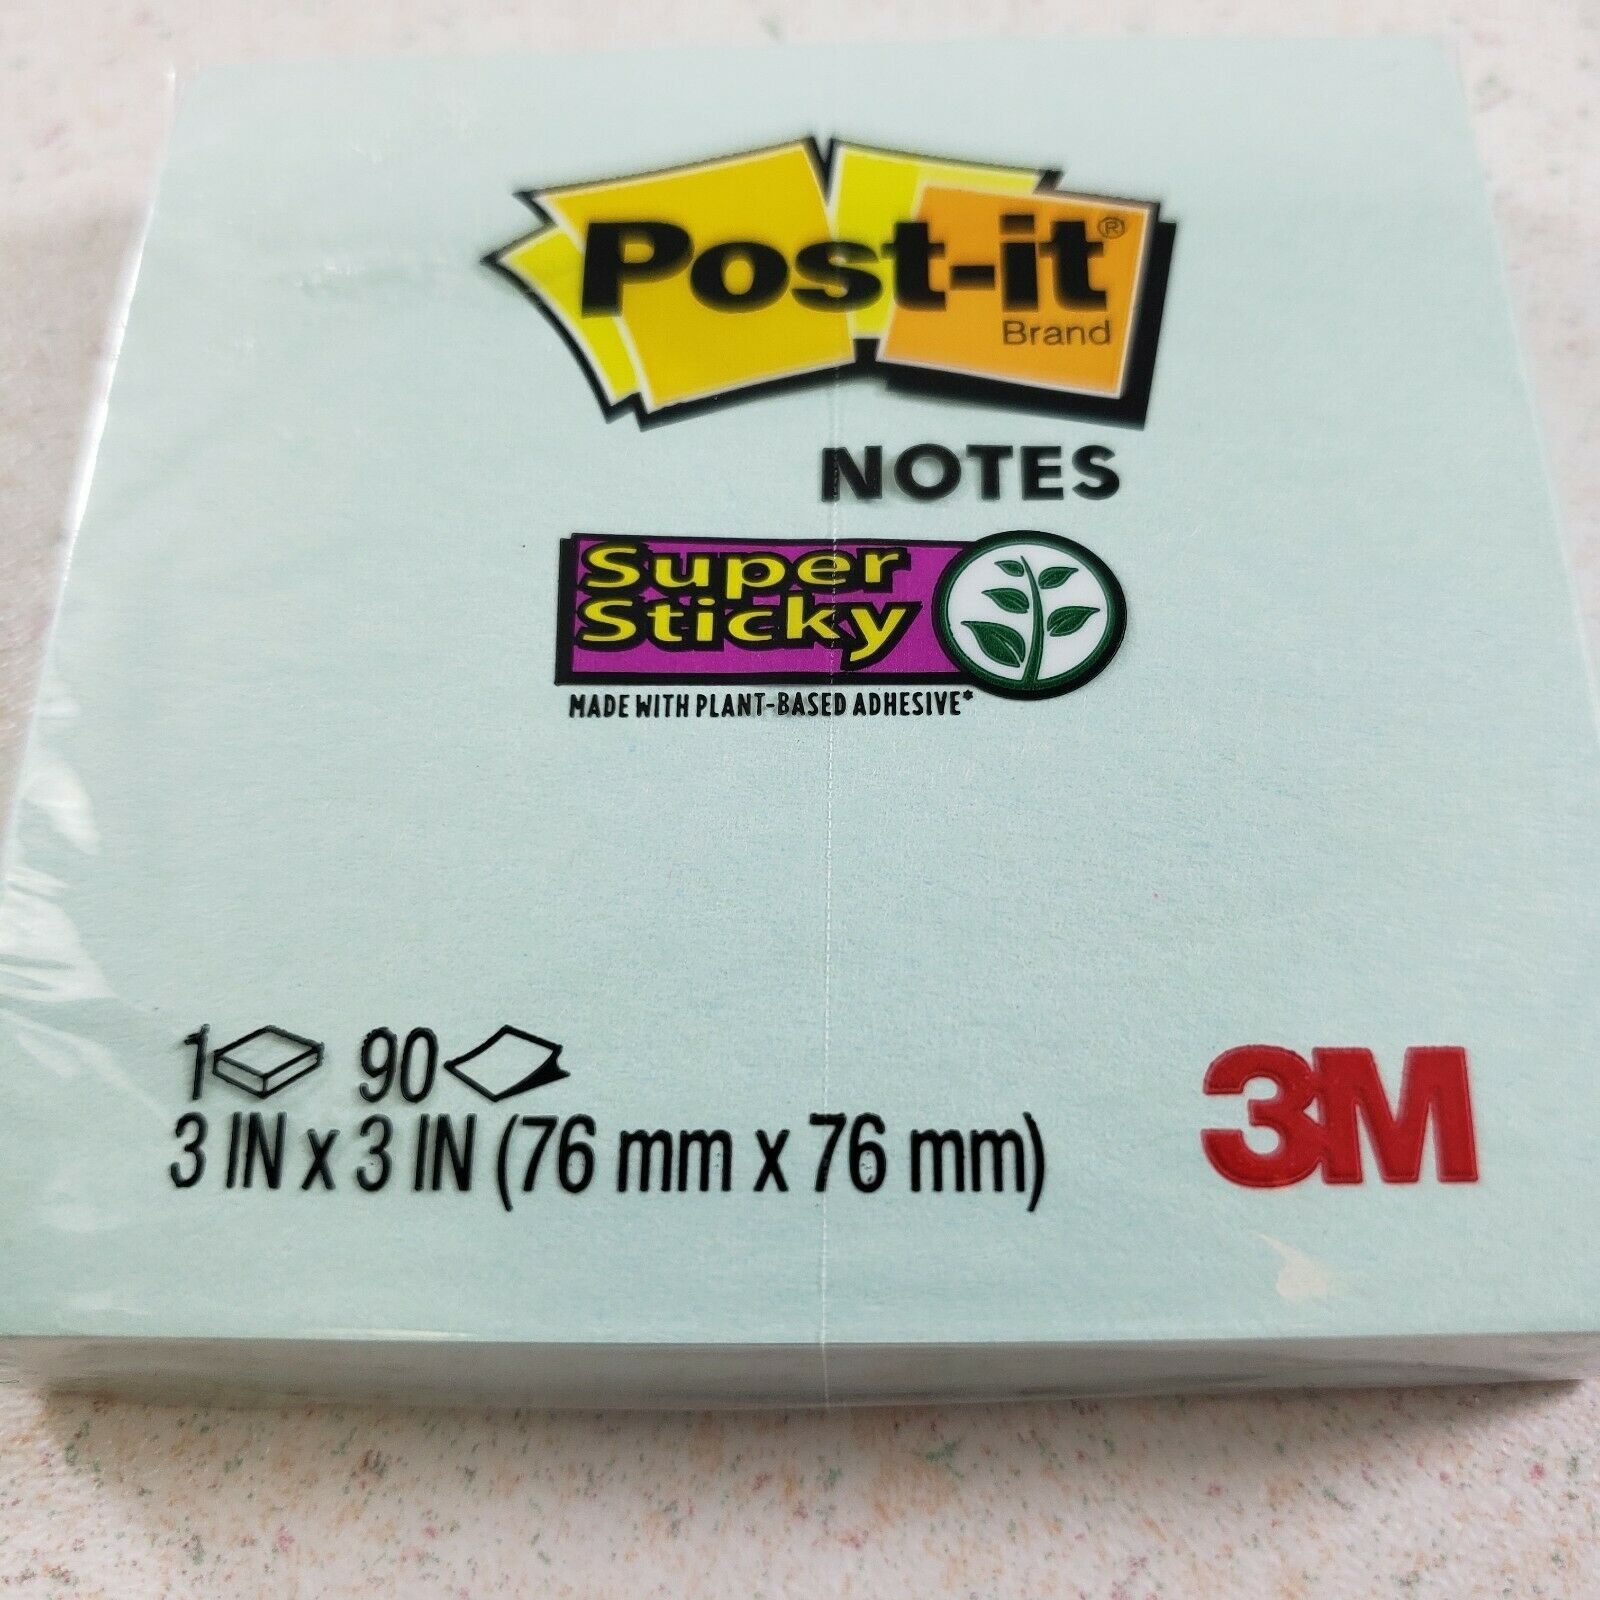 Post-it®
Brand
NOTES
Super
Sticky
MADE WITH PLANT-BASED ADHESIVE*
1 90
3 IN x 3 IN (76 mm x 76 mm)
3M